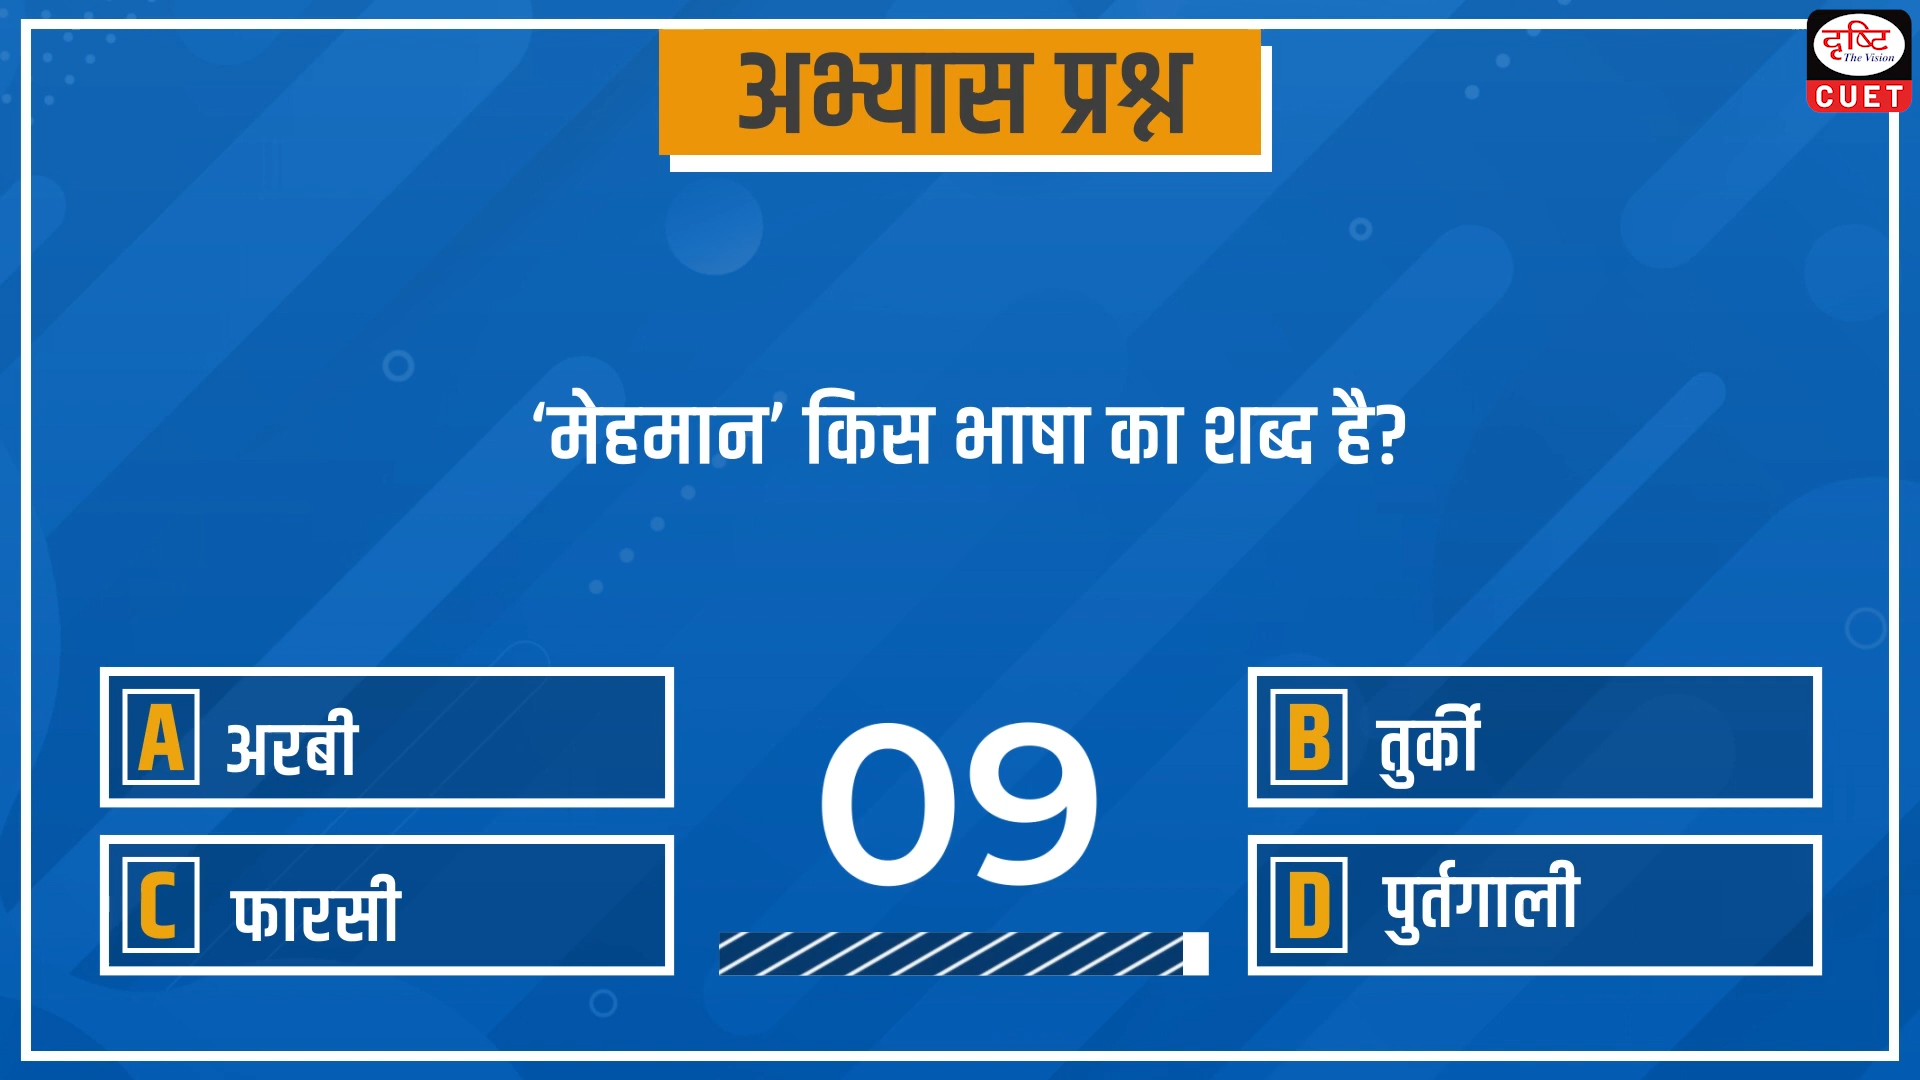 अभ्यास प्रश्न
दृष्टि
The Vision
CUET
‘मेहमान’ किस भाषा का शब्द है?
A अरबी
B तुर्की
09
C फारसी
D पुर्तगाली